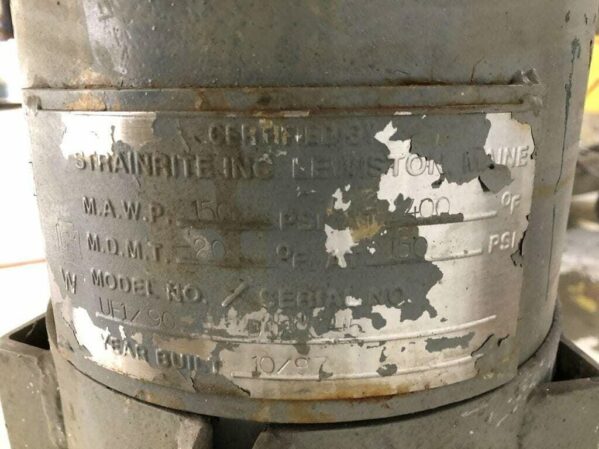 CERTIFIED BY
STRAINRITE, INC. LEWISTON, MAINE
M.A.W.P. 150 PSI AT 400 °F
M.D.M.T. 20 °F AT 150 PSI
W MODEL NO. / SERIAL NO.
YEAR BUILT 10/97